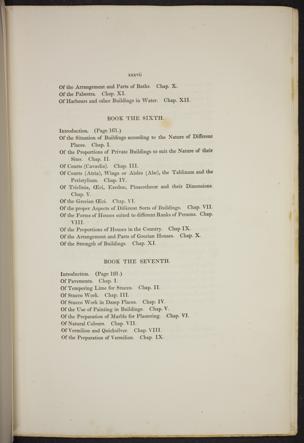 xxxvii
Of the Arrangement and Parts of Baths. Chap. X.
Of the Palæstra. Chap. XI.
Of Harbours and other Buildings in Water. Chap. XII.
BOOK THE SIXTH.
Introduction. (Page 163.)
Of the Situation of Buildings according to the Nature of Different
Places. Chap. I.
Of the Proportions of Private Buildings to suit the Nature of their
Sites. Chap. II.
Of Courts (Cavædia). Chap. III.
Of Courts (Atria), Wings or Aisles (Alæ), the Tablinum and the
Peristylium. Chap. IV.
Of Triclinia, Œci, Exedræ, Pinacothecæ and their Dimensions.
Chap. V.
Of the Grecian Œci. Chap. VI.
Of the proper Aspects of Different Sorts of Buildings. Chap. VII.
Of the Forms of Houses suited to different Ranks of Persons. Chap.
VIII.
Of the Proportions of Houses in the Country. Chap IX.
Of the Arrangement and Parts of Grecian Houses. Chap. X.
Of the Strength of Buildings. Chap. XI.
BOOK THE SEVENTH.
Introduction. (Page 193.)
Of Pavements. Chap. I.
Of Tempering Lime for Stucco. Chap. II.
Of Stucco Work. Chap. III.
Of Stucco Work in Damp Places. Chap. IV.
Of the Use of Painting in Buildings. Chap. V.
Of the Preparation of Marble for Plastering. Chap. VI.
Of Natural Colours. Chap. VII.
Of Vermilion and Quicksilver. Chap. VIII.
Of the Preparation of Vermilion. Chap. IX.